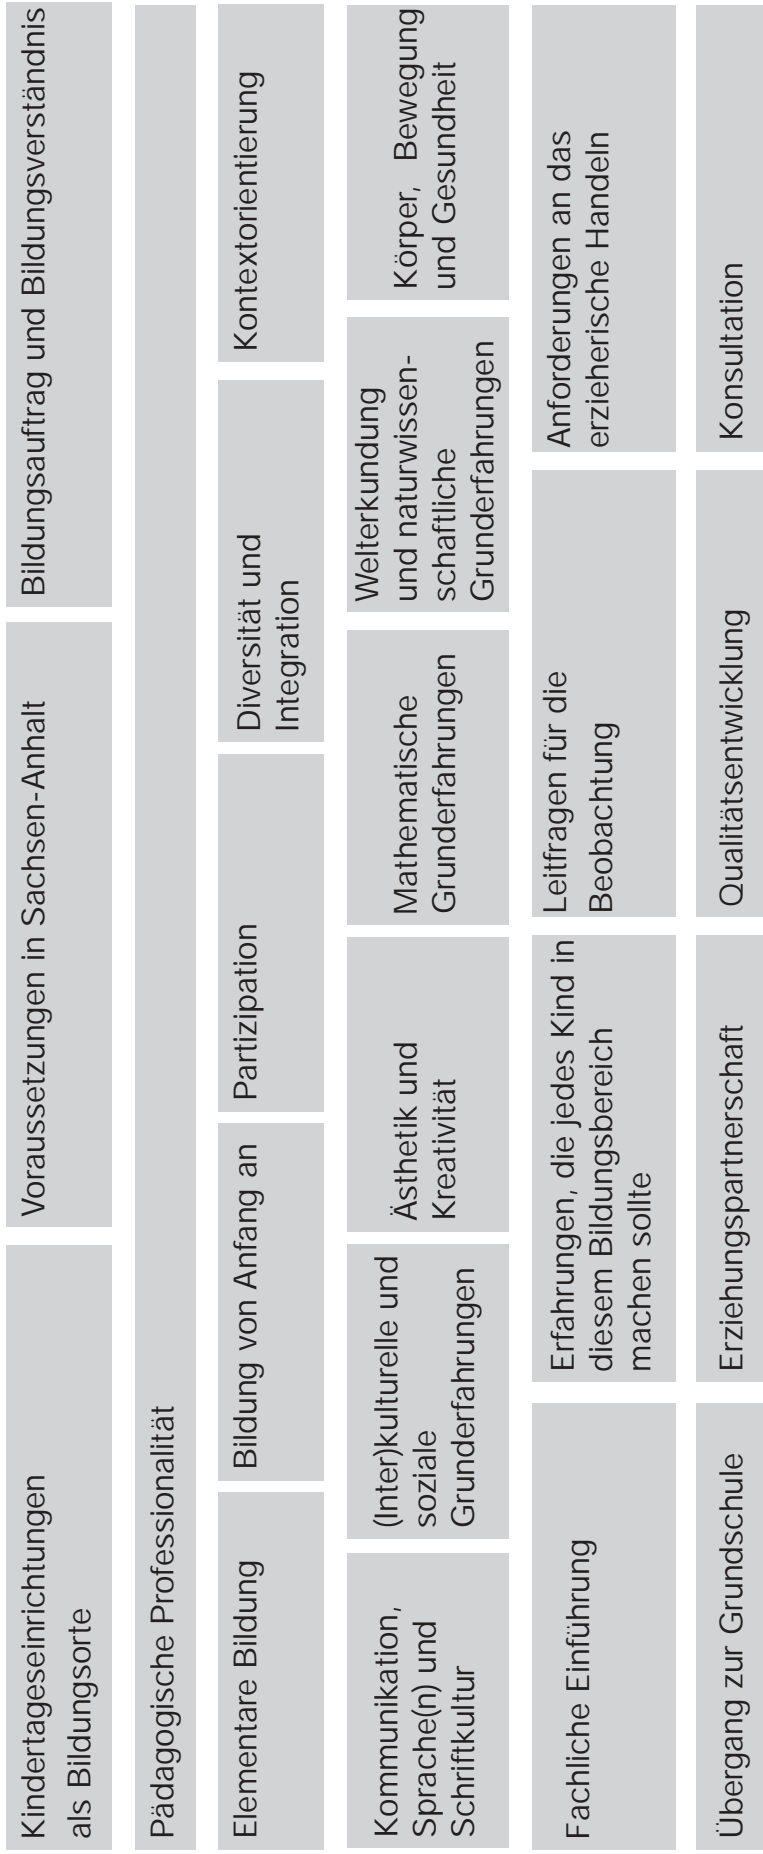 Kindertageseinrichtungen
als Bildungsorte
Voraussetzungen in Sachsen-Anhalt
Bildungsauftrag und Bildungsverständnis
Pädagogische Professionalität
Elementare Bildung
Bildung von Anfang an
Partizipation
Diversität und
Integration
Kontextorientierung
Kommunikation,
Sprache(n) und
Schriftkultur
(Inter)kulturelle und
soziale
Grunderfahrungen
Ästhetik und
Kreativität
Mathematische
Grunderfahrungen
Welterkundung
und naturwissen-
schaftliche
Grunderfahrungen
Körper, Bewegung
und Gesundheit
Fachliche Einführung
Erfahrungen, die jedes Kind in
diesem Bildungsbereich
machen sollte
Leitfragen für die
Beobachtung
Anforderungen an das
erzieherische Handeln
Übergang zur Grundschule
Erziehungspartnerschaft
Qualitätsentwicklung
Konsultation